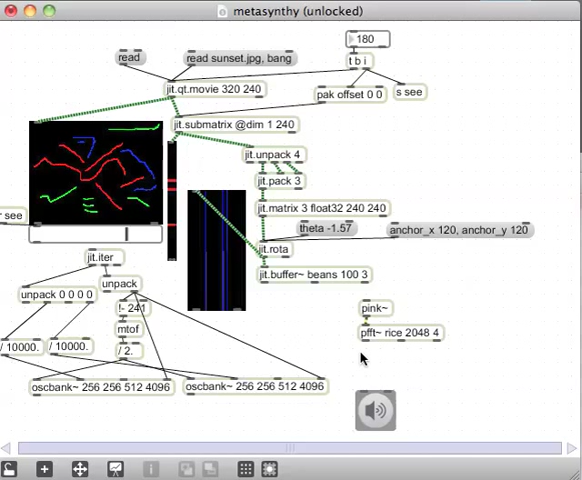 metasynthy (unlocked)
180
read
read sunset.jpg, bang
t b i
jit.qt.movie 320 240
pak offset 0 0
s see
jit.submatrix @dim 1 240
jit.unpack 4
jit.pack 3
jit.matrix 3 float32 240 240
r see
theta -1.57
anchor_x 120, anchor_y 120
jit.rota
jit.iter
jit.buffer~ beans 100 3
unpack 0 0 0 0
unpack
!- 241
pink~
mtof
pfft~ rice 2048 4
/ 10000.
/ 10000.
/ 2.
oscbank~ 256 256 512 4096
oscbank~ 256 256 512 4096